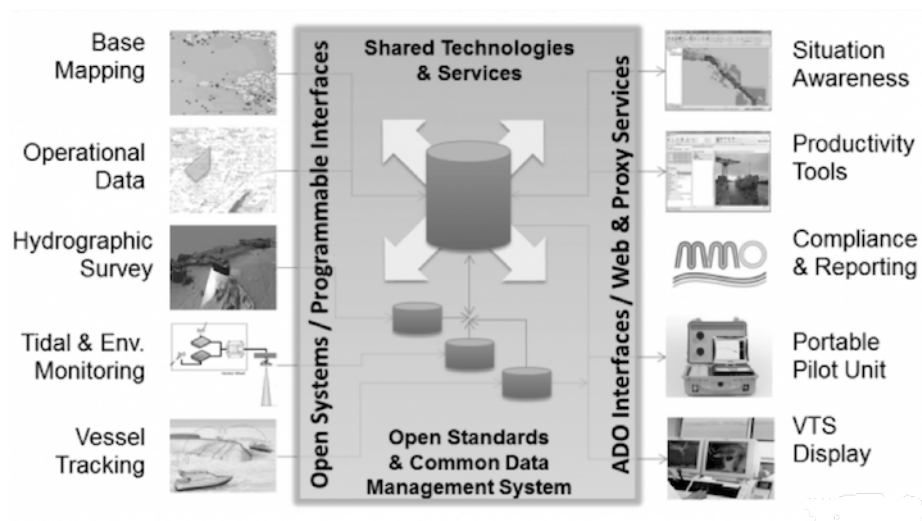 Base
Mapping
Operational
Data
Hydrographic
Survey
Tidal & Env.
Monitoring
Vessel
Tracking
Open Systems / Programmable Interfaces
Shared Technologies
& Services
Open Standards
& Common Data
Management System
ADO Interfaces / Web & Proxy Services
Situation
Awareness
Productivity
Tools
mmo
Compliance
& Reporting
Portable
Pilot Unit
VTS
Display